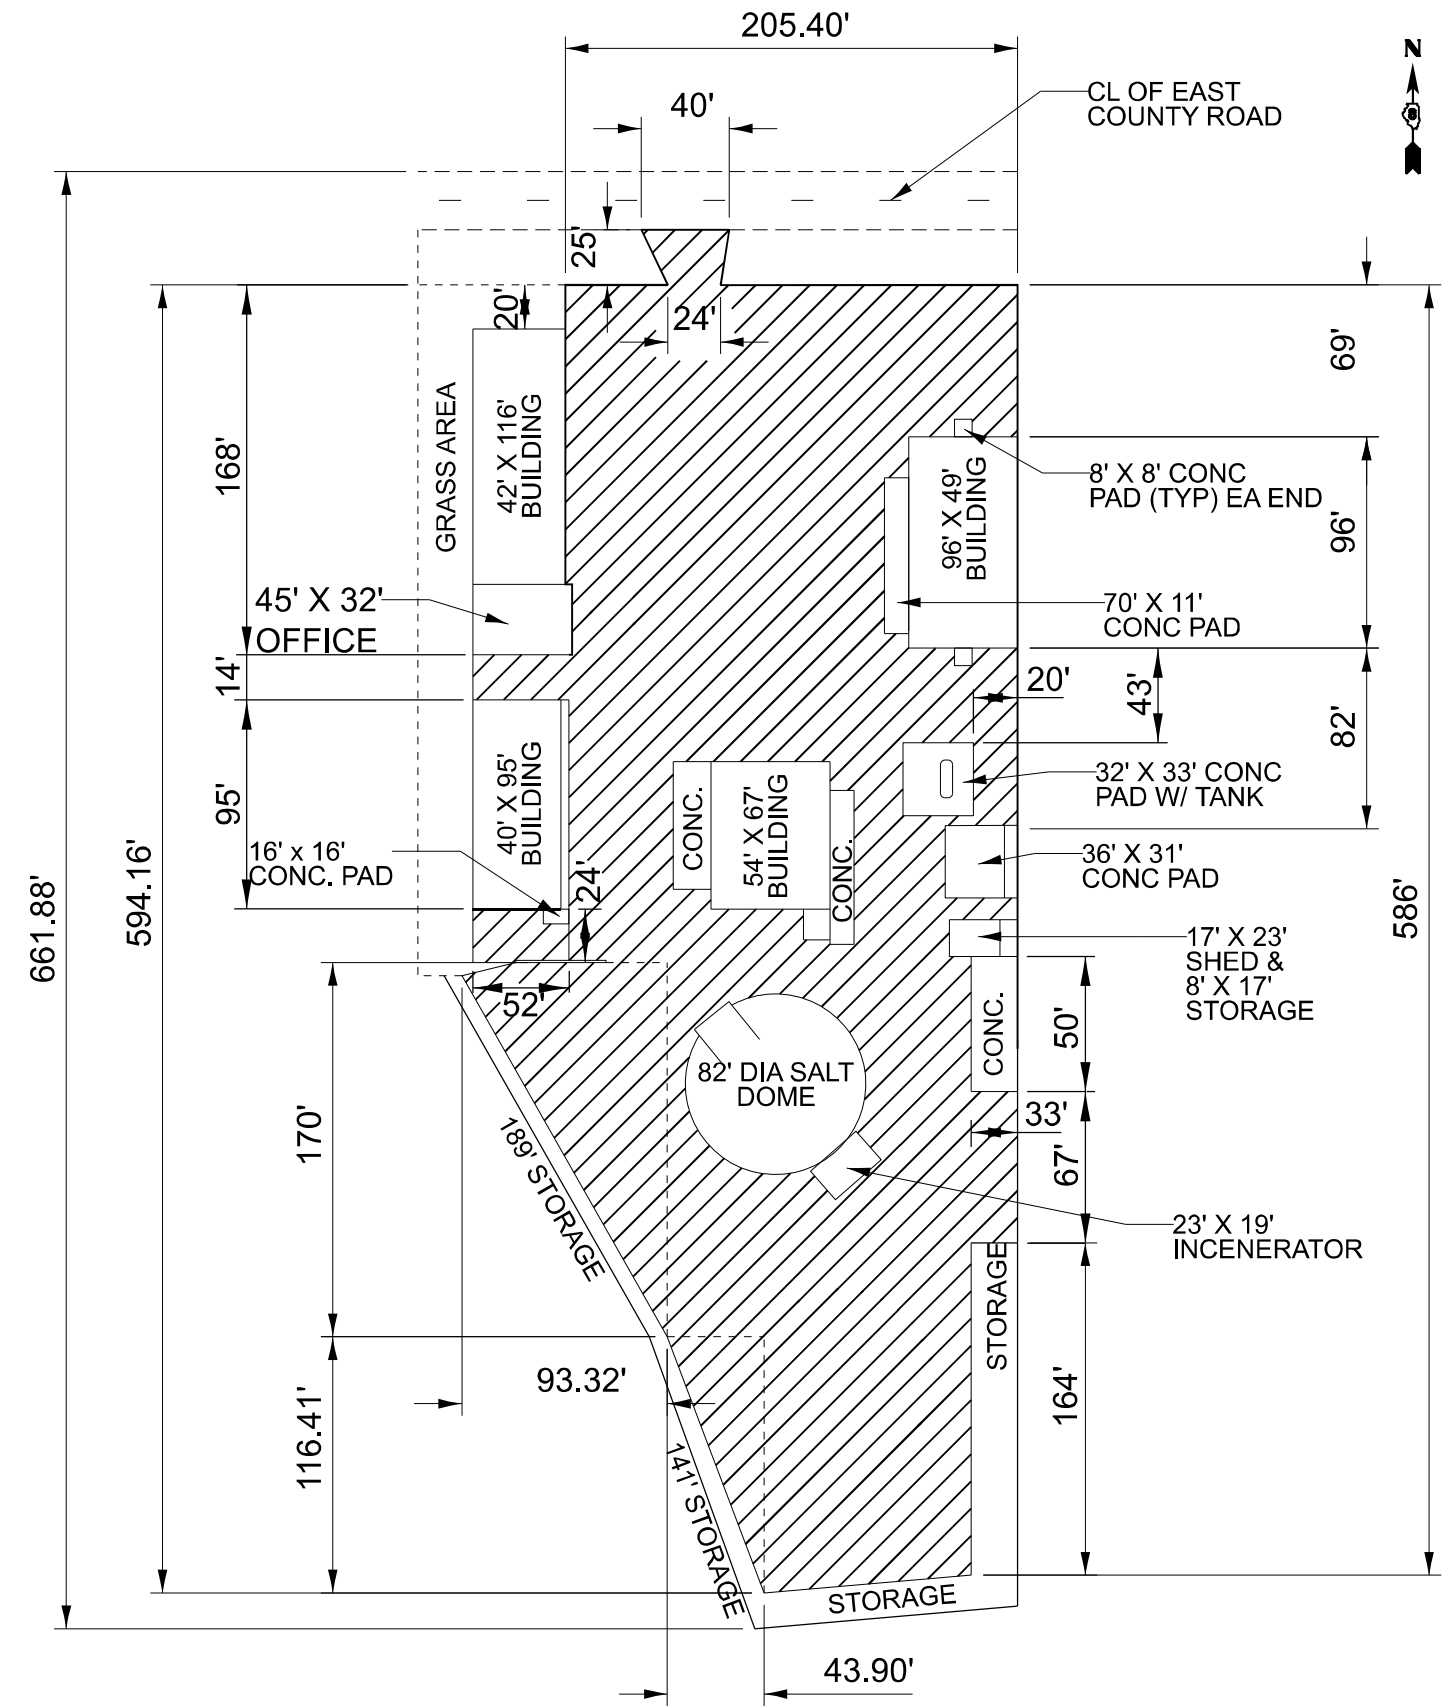 205.40'
N
40'
CL OF EAST
COUNTY ROAD
25'
20'
24'
69'
GRASS AREA
42' X 116'
BUILDING
168'
96' X 49'
BUILDING
8' X 8' CONC
PAD (TYP) EA END
96'
45' X 32'
OFFICE
70' X 11'
CONC PAD
14'
20'
43'
82'
95'
40' X 95'
BUILDING
CONC.
54' X 67'
BUILDING
CONC.
32' X 33' CONC
PAD W/ TANK
16' x 16'
CONC. PAD
24'
36' X 31'
CONC PAD
661.88'
594.16'
586'
17' X 23'
SHED &
8' X 17'
STORAGE
52'
CONC.
50'
82' DIA SALT
DOME
33'
170'
189' STORAGE
67'
23' X 19'
INCENERATOR
STORAGE
93.32'
164'
116.41'
141' STORAGE
STORAGE
43.90'